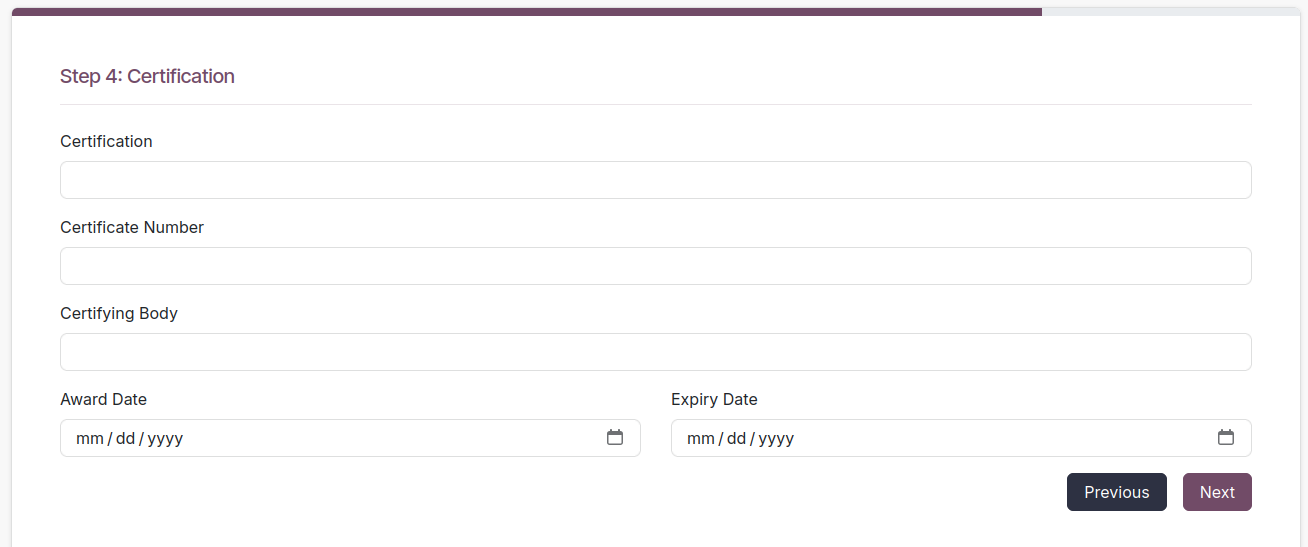 Step 4: Certification
Certification
Certificate Number
Certifying Body
Award Date Expiry Date
mm/dd/yyyy mm/dd/yyyy
Previous Next